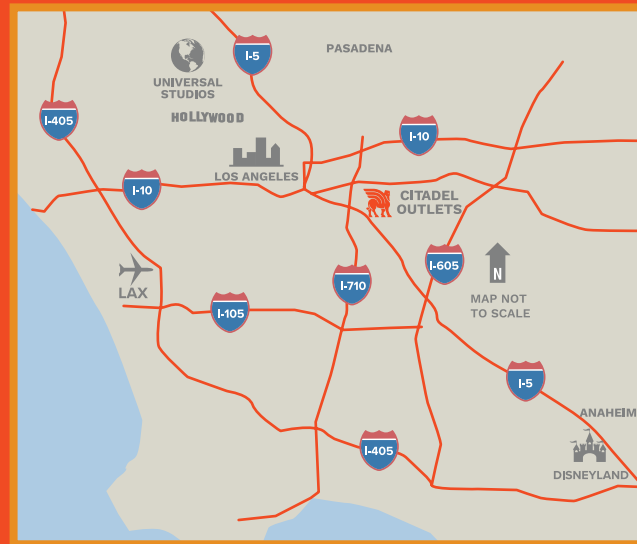 I-5
PASADENA
UNIVERSAL
STUDIOS
HOLLYWOOD
I-405
I-10
LOS ANGELES
I-10
CITADEL
OUTLETS
I-605
N
MAP NOT
TO SCALE
LAX
I-710
I-105
I-5
ANAHEIM
I-405
DISNEYLAND